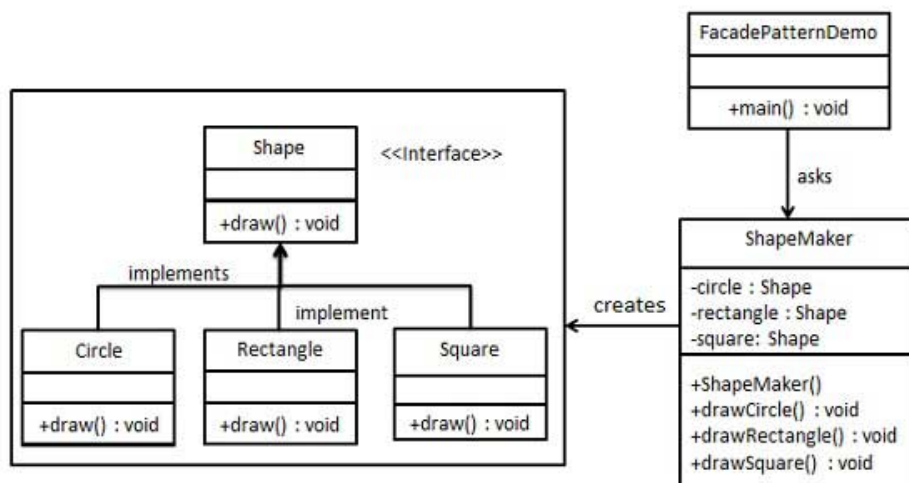 FacadePatternDemo
+main() : void
asks
Shape
<<Interface>>
+draw() : void
implements
implement
Circle
+draw() : void
Rectangle
+draw() : void
Square
+draw() : void
creates
ShapeMaker
-circle : Shape
-rectangle : Shape
-square: Shape
+ShapeMaker()
+drawCircle() : void
+drawRectangle() : void
+drawSquare() : void